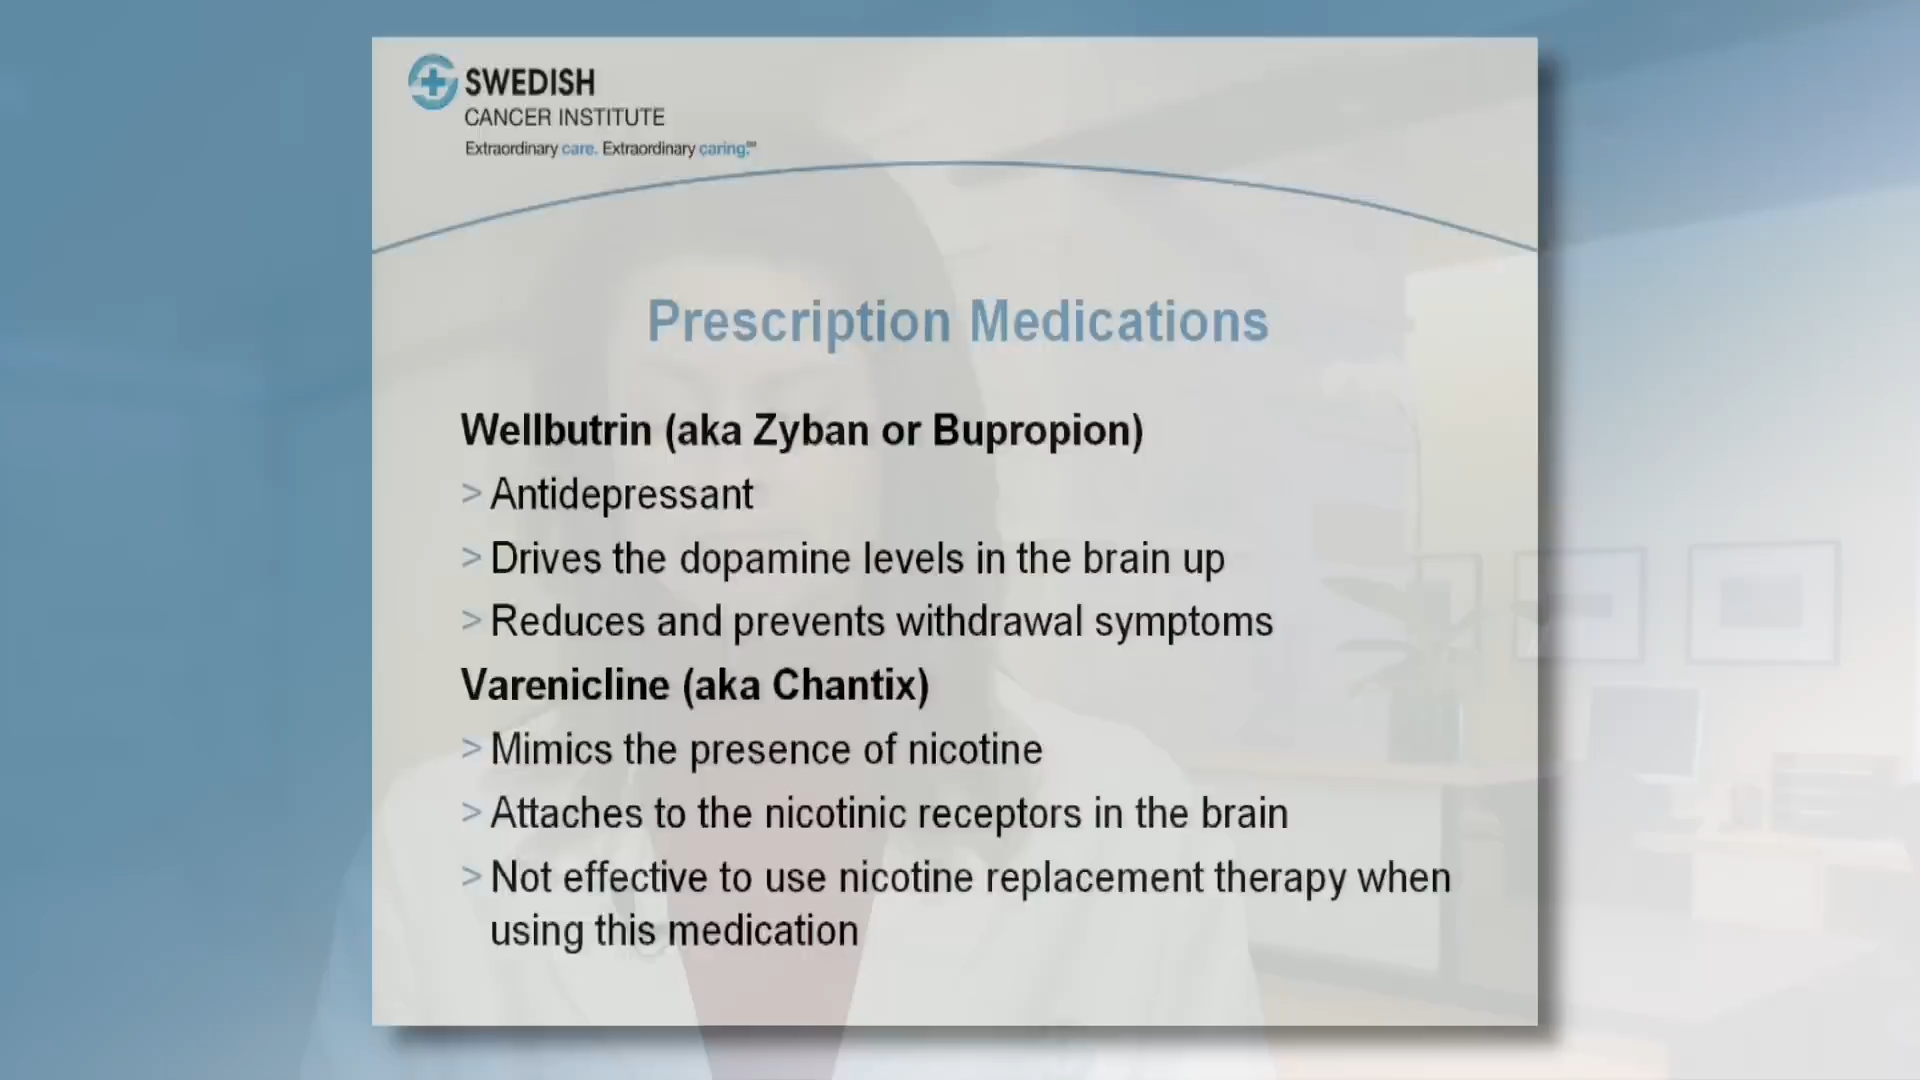 SWEDISH
CANCER INSTITUTE
Extraordinary care. Extraordinary caring.℠
Prescription Medications
Wellbutrin (aka Zyban or Bupropion)
> Antidepressant
> Drives the dopamine levels in the brain up
> Reduces and prevents withdrawal symptoms
Varenicline (aka Chantix)
> Mimics the presence of nicotine
> Attaches to the nicotinic receptors in the brain
> Not effective to use nicotine replacement therapy when
using this medication